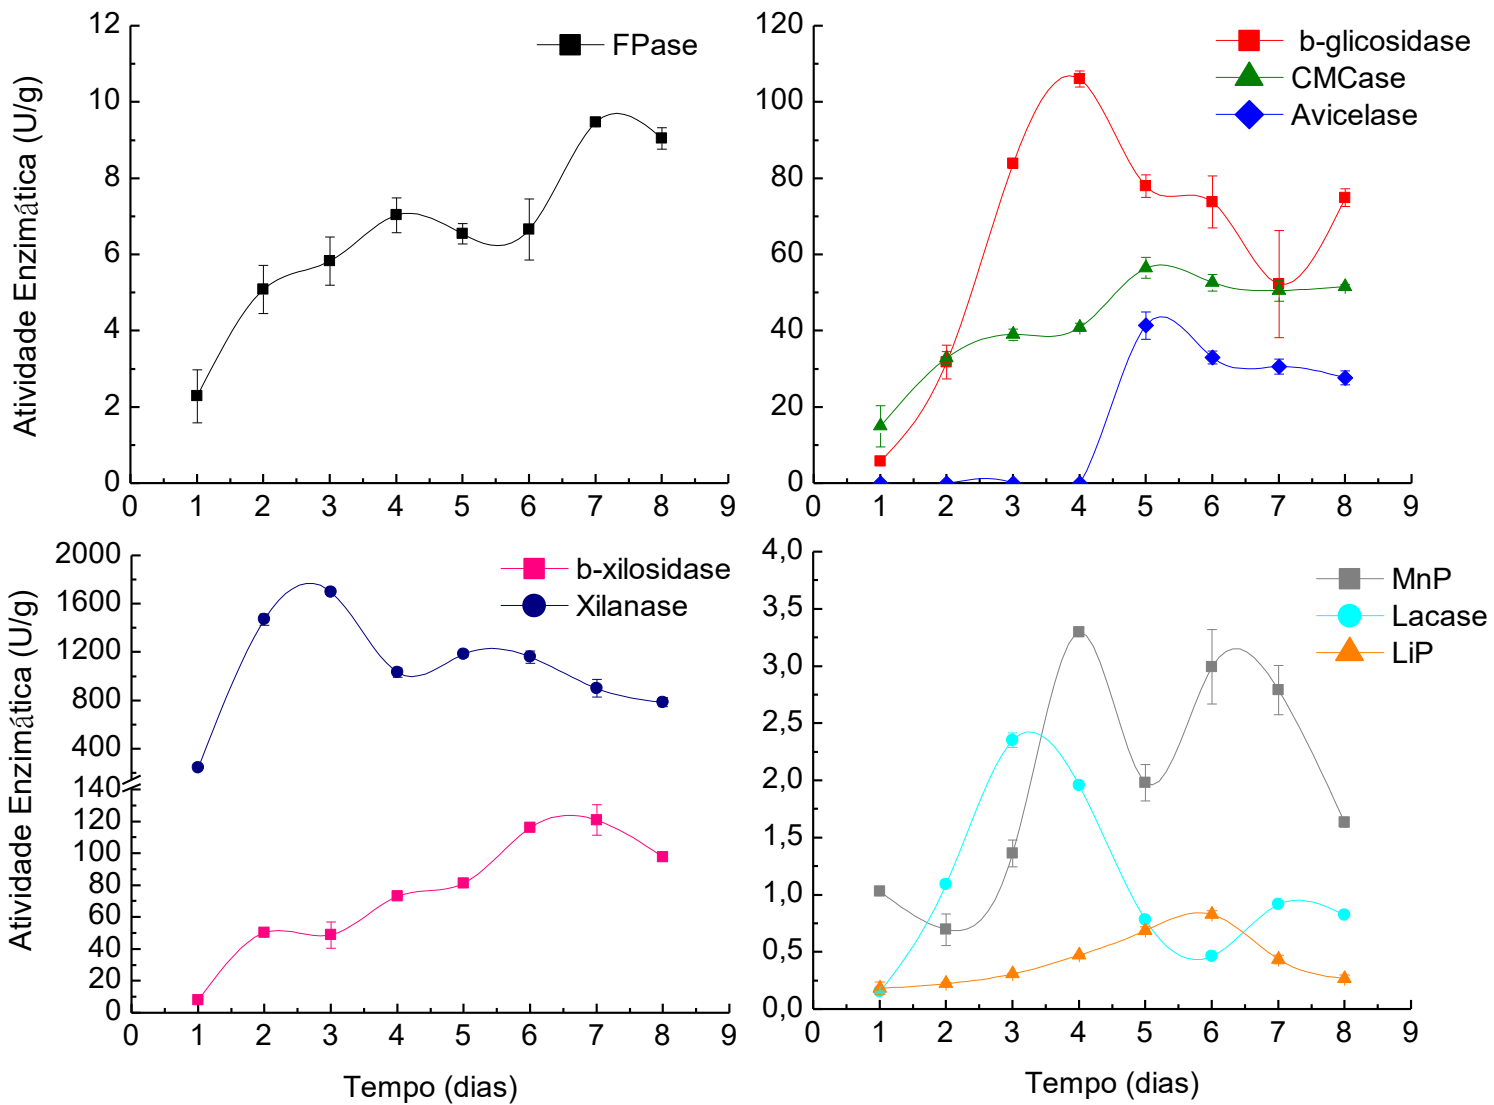 Atividade Enzimática (U/g)
12
10
8
6
4
2
0
0 1 2 3 4 5 6 7 8 9
FPase
120
100
80
60
40
20
0
0 1 2 3 4 5 6 7 8 9
b-glicosidase
CMCase
Avicelase
Atividade Enzimática (U/g)
2000
1600
1200
800
400
140
120
100
80
60
40
20
0
0 1 2 3 4 5 6 7 8 9
b-xilosidase
Xilanase
Tempo (dias)
4,0
3,5
3,0
2,5
2,0
1,5
1,0
0,5
0,0
0 1 2 3 4 5 6 7 8 9
MnP
Lacase
LiP
Tempo (dias)